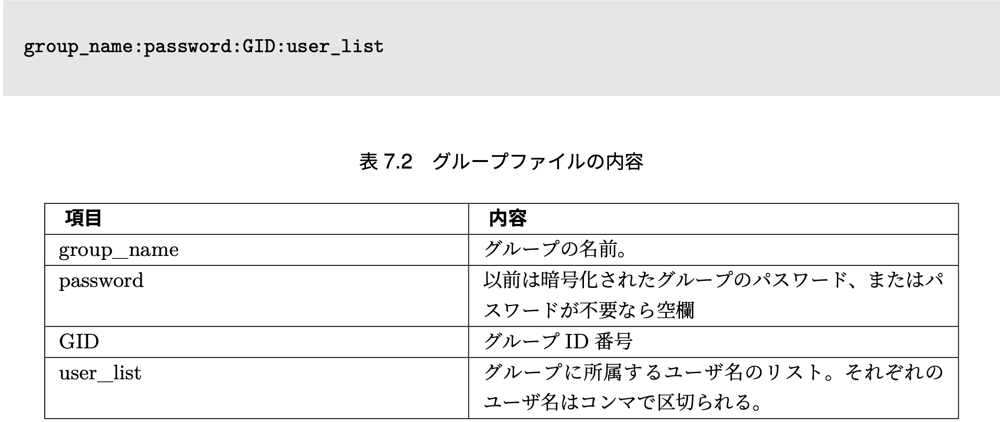 group_name:password:GID:user_list
表 7.2 グループファイルの内容
項目 内容
group_name グループの名前。
password 以前は暗号化されたグループのパスワード、またはパ
スワードが不要なら空欄
GID グループ ID 番号
user_list グループに所属するユーザ名のリスト。それぞれの
ユーザ名はコンマで区切られる。